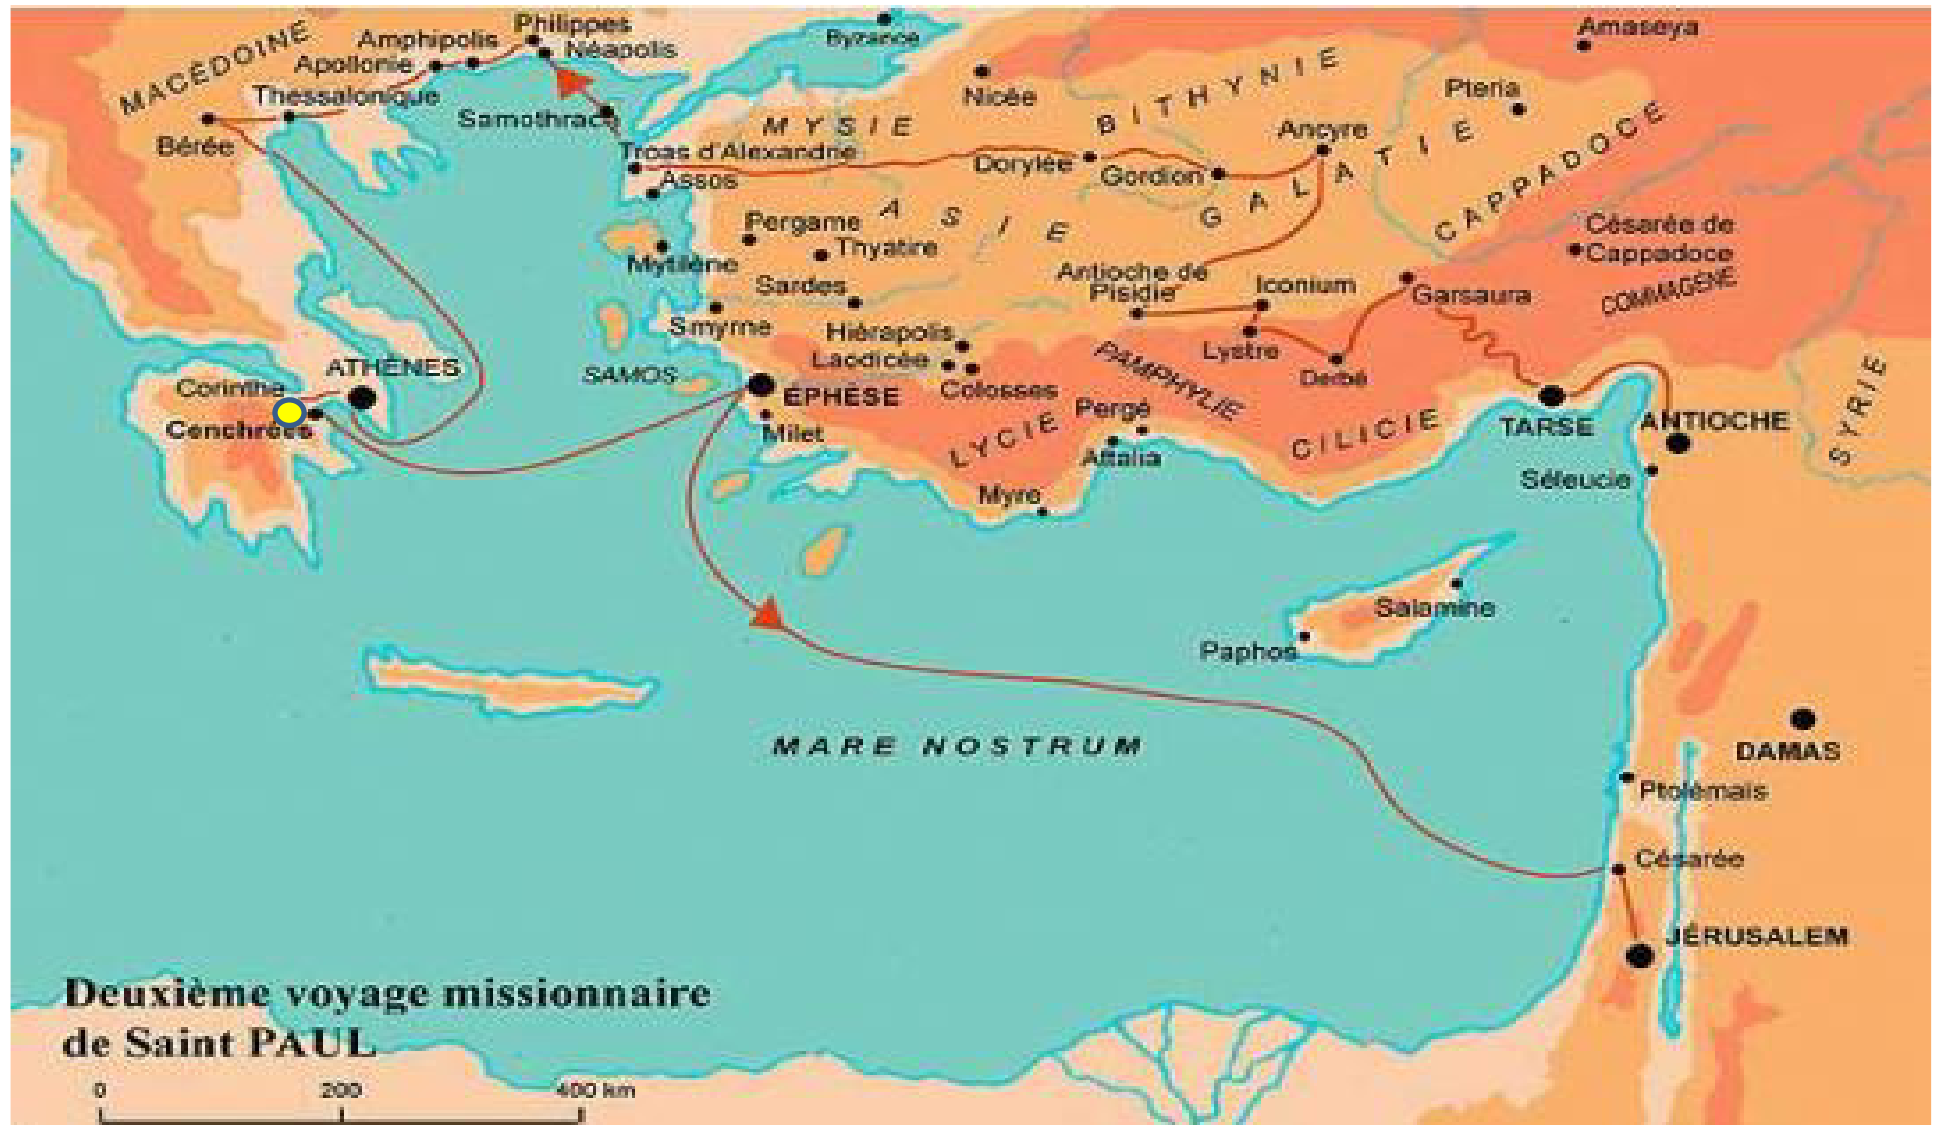 Philippes
Amaseya
MACÉDOINE
Amphipolis
Néapolis
Byzance
Apollonie
BITHYNIE
Pteria
Thessalonique
Nicée
Samothrace
MYSIE
Ancyre
CAPPADOCE
Bérée
Troas d'Alexandrie
Dorylée
Gordion
GALATIE
Assos
ASIE
Pergame
Thyatire
Césarée de
Cappadoce
Mytilène
Antioche de
Pisidie
Sardes
Iconium
Garsaura
COMMAGENE
Smyrne
Hiérapolis
Lystre
Laodicée
PAMPHYLIE
ATHÈNES
SAMOS
Derbé
SYRIE
Corinthe
ÉPHÈSE
Colosses
Pergé
Cenchrées
Milet
LYCIE
CILICIE
TARSE
ANTIOCHE
Attalia
Séleucie
Myre
Salamine
Paphos
MARE NOSTRUM
DAMAS
Ptolémais
Césarée
JÉRUSALEM
Deuxième voyage missionnaire
de Saint PAUL
0 200 400 km